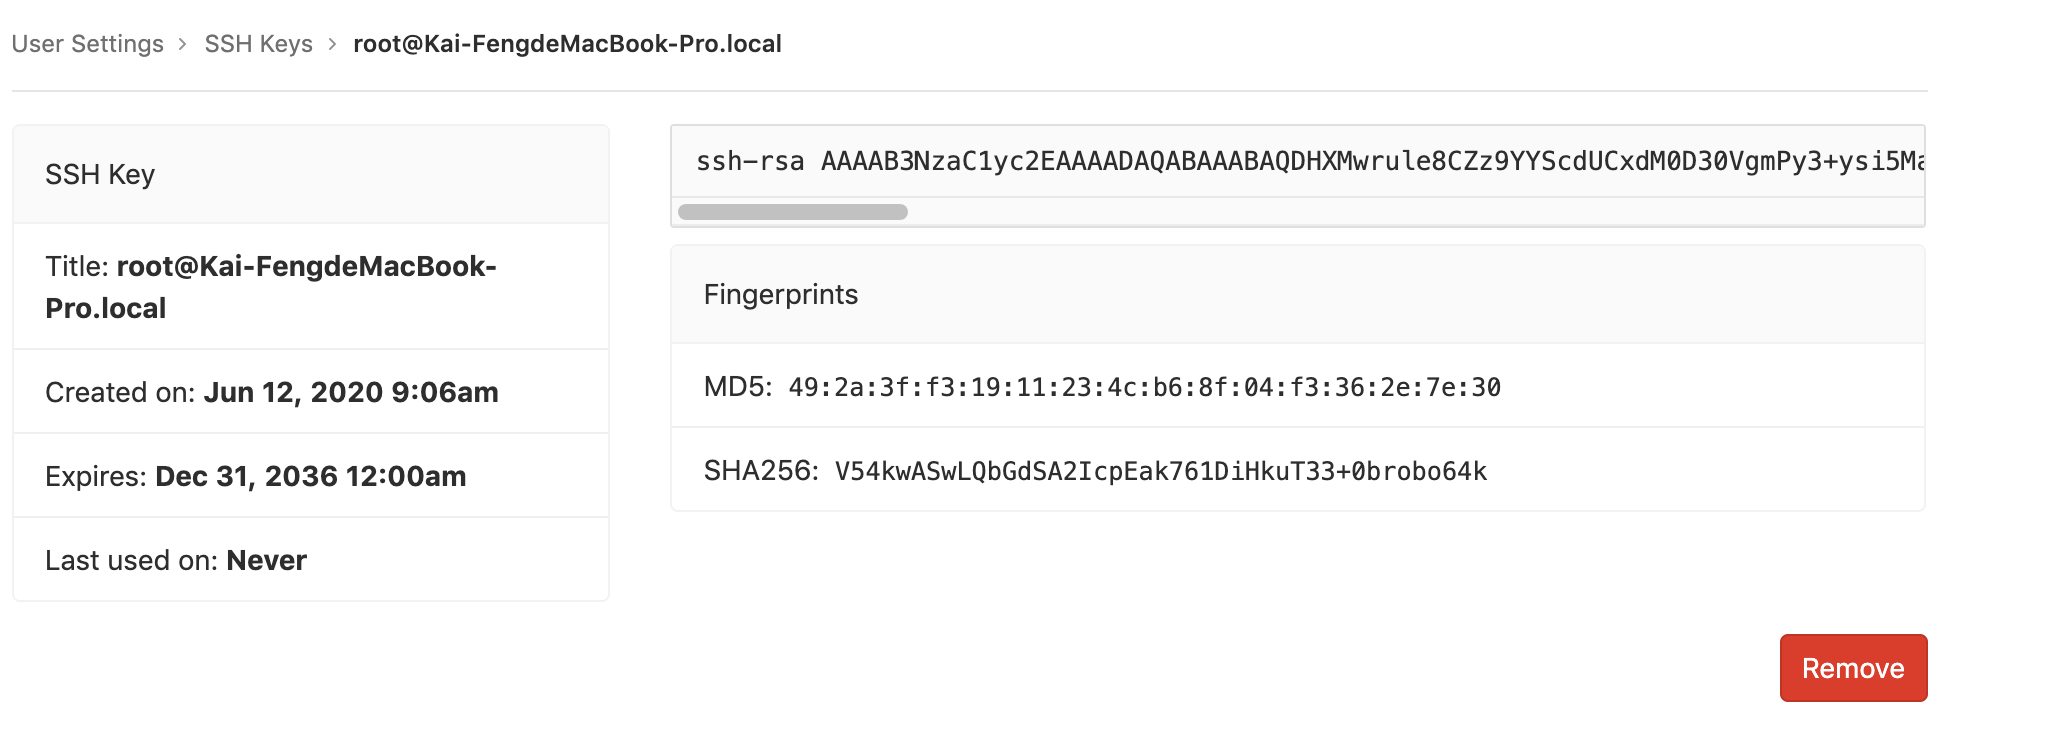 User Settings > SSH Keys > root@Kai-FengdeMacBook-Pro.local
SSH Key
Title: root@Kai-FengdeMacBook-
Pro.local
Created on: Jun 12, 2020 9:06am
Expires: Dec 31, 2036 12:00am
Last used on: Never
ssh-rsa AAAAB3NzaC1yc2EAAAADAQABAAABAQDHXMwrule8CZz9YYScdUCxdM0D30VgmPy3+ysi5Ma
Fingerprints
MD5: 49:2a:3f:f3:19:11:23:4c:b6:8f:04:f3:36:2e:7e:30
SHA256: V54kwASwLQbGdSA2IcpEak761DiHkuT33+0brobo64k
Remove